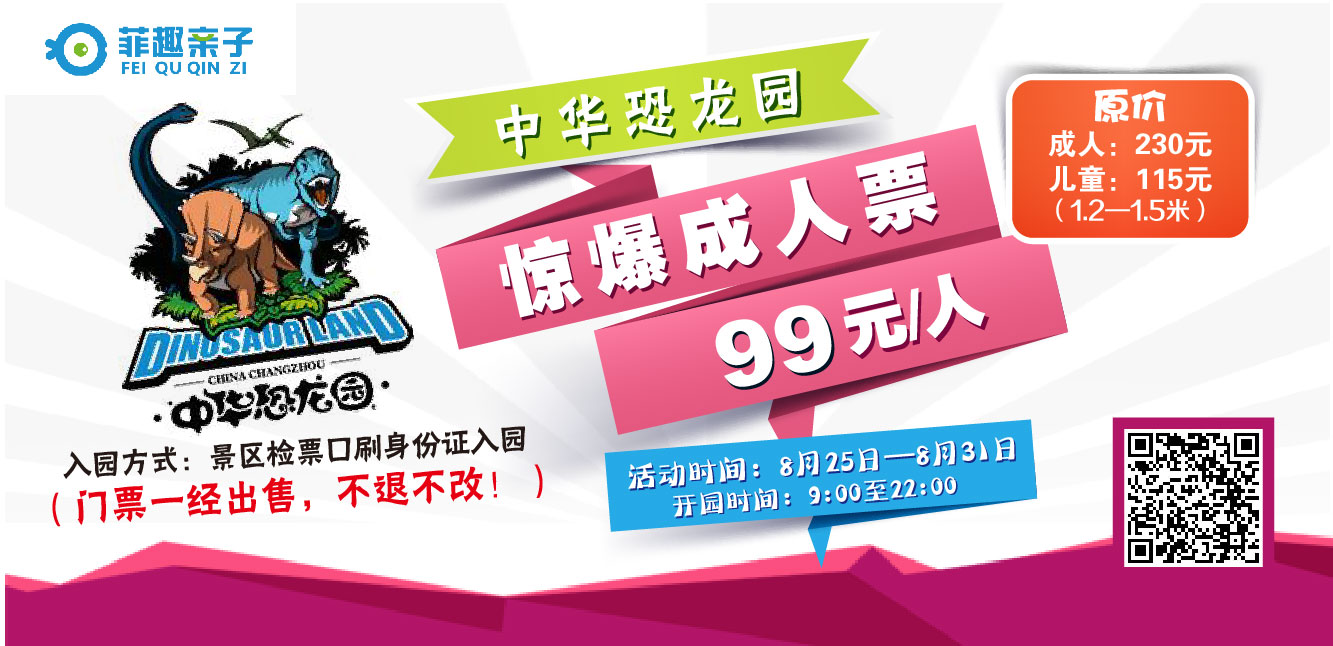 菲趣亲子
FEI QU QIN ZI
中华恐龙园
惊爆成人票
99元/人
原价
成人：230元
儿童：115元
（1.2—1.5米）
DINOSAUR LAND
CHINA CHANGZHOU
·中华恐龙园·
入园方式：景区检票口刷身份证入园
（门票一经出售，不退不改！）
活动时间：8月25日—8月31日
开园时间：9:00至22:00